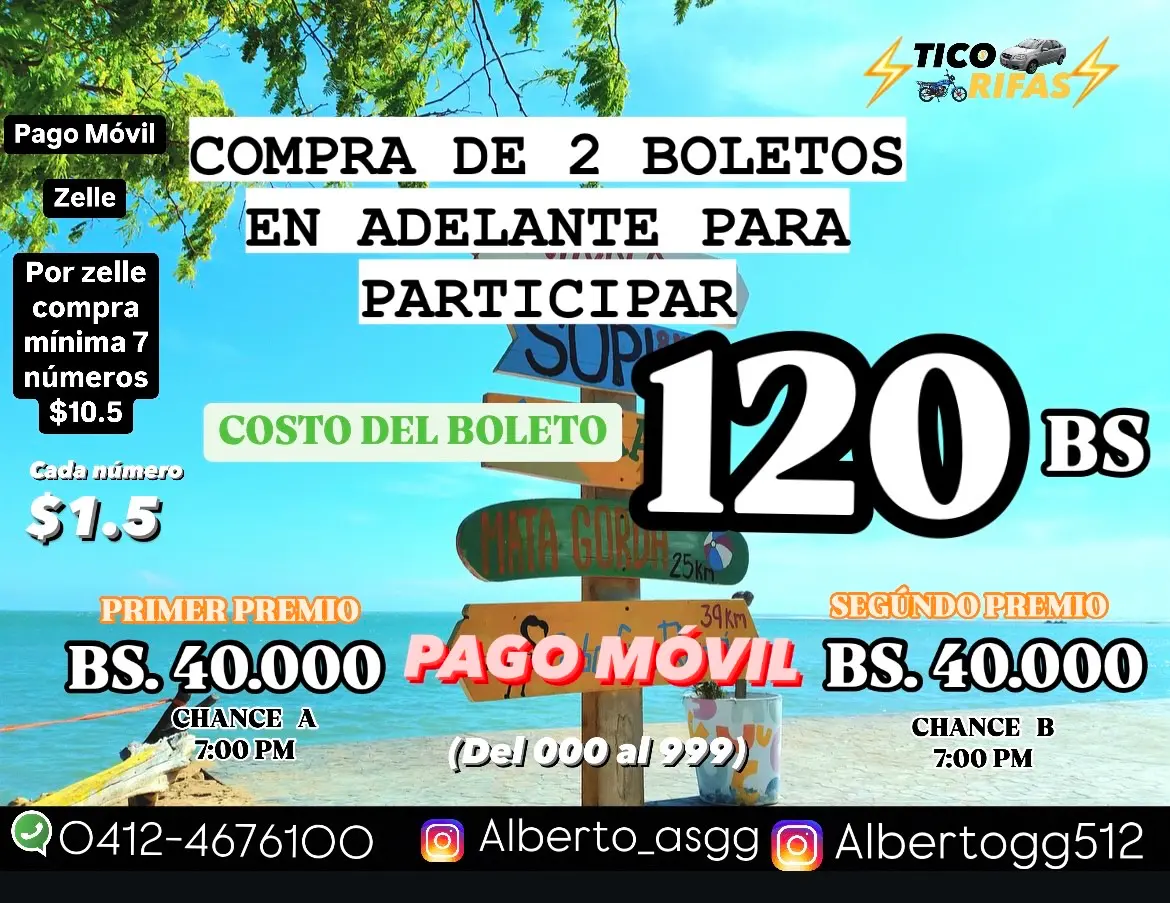 TICO
RIFAS
Pago Móvil
COMPRA DE 2 BOLETOS
EN ADELANTE PARA
PARTICIPAR
Zelle
Por zelle
compra
mínima 7
números
$10.5
COSTO DEL BOLETO
120 BS
Cada número
$1.5
MATA GORDA
25KM
39KM
PRIMER PREMIO
BS. 40.000
CHANCE A
7:00 PM
PAGO MÓVIL
(Del 000 al 999)
SEGÚNDO PREMIO
BS. 40.000
CHANCE B
7:00 PM
0412-4676100
Alberto_asgg
Albertogg512